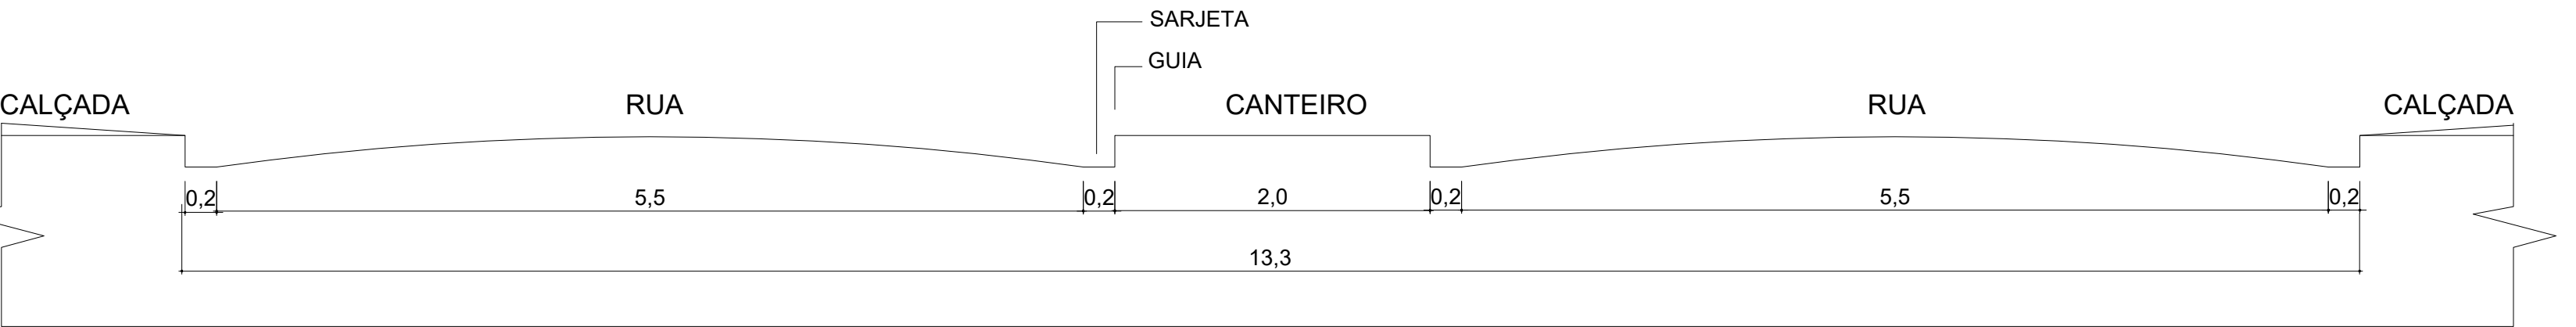 SARJETA
GUIA
CALÇADA RUA CANTEIRO RUA CALÇADA
0,2 5,5 0,2 2,0 0,2 5,5 0,2
13,3